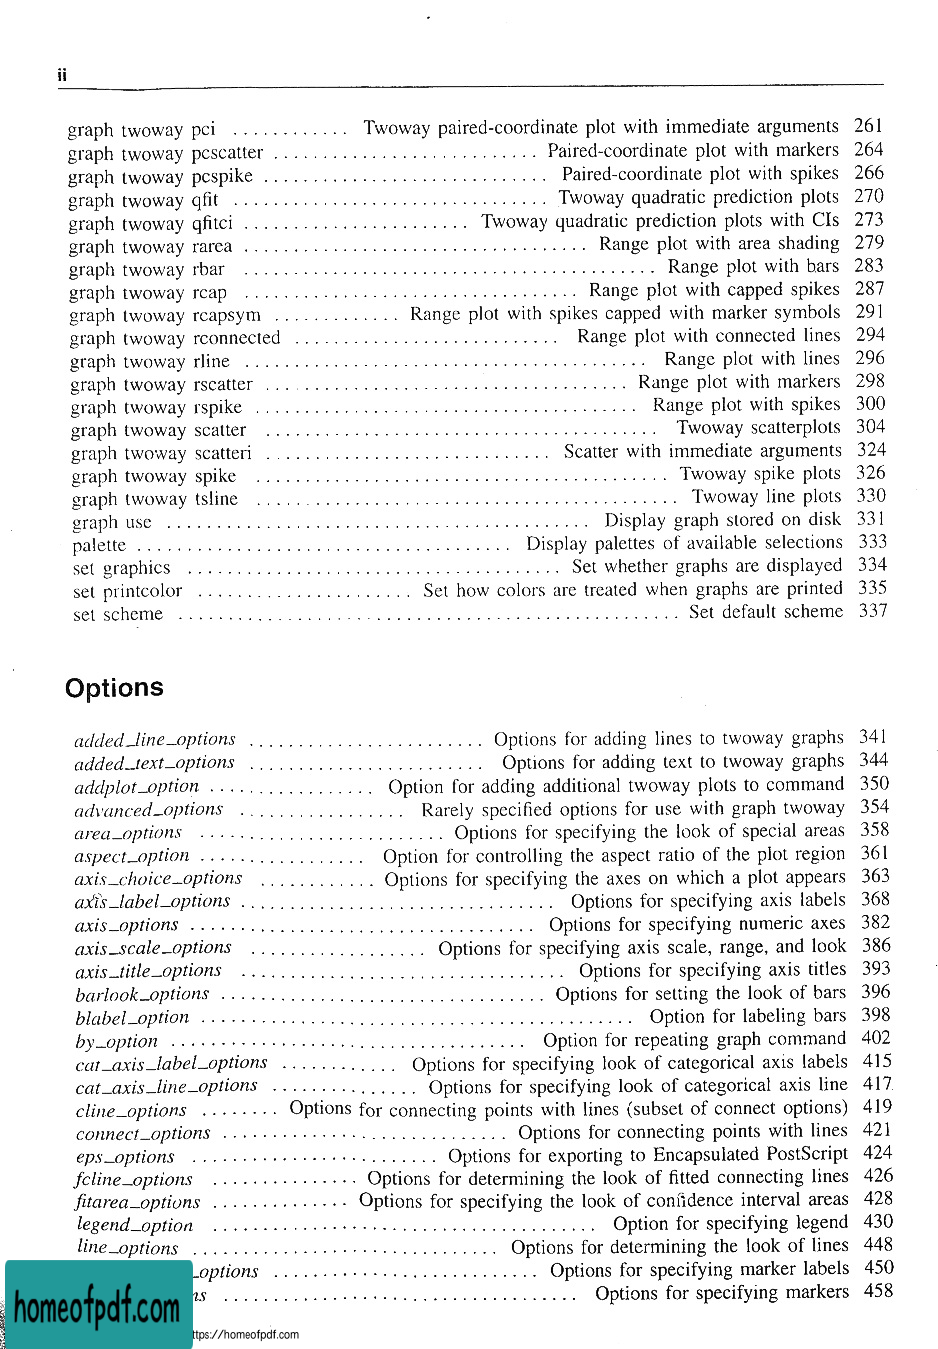 ii
graph twoway pci ............ Twoway paired-coordinate plot with immediate arguments 261
graph twoway pcscatter ........................... Paired-coordinate plot with markers 264
graph twoway pcspike ............................. Paired-coordinate plot with spikes 266
graph twoway qfit ................................ Twoway quadratic prediction plots 270
graph twoway qfitci ....................... Twoway quadratic prediction plots with CIs 273
graph twoway rarea ................................... Range plot with area shading 279
graph twoway rbar .......................................... Range plot with bars 283
graph twoway rcap .................................. Range plot with capped spikes 287
graph twoway rcapsym ............. Range plot with spikes capped with marker symbols 291
graph twoway rconnected ........................... Range plot with connected lines 294
graph twoway rline ......................................... Range plot with lines 296
graph twoway rscatter ..................................... Range plot with markers 298
graph twoway rspike ....................................... Range plot with spikes 300
graph twoway scatter ........................................ Twoway scatterplots 304
graph twoway scatteri ............................. Scatter with immediate arguments 324
graph twoway spike .......................................... Twoway spike plots 326
graph twoway tsline ........................................... Twoway line plots 330
graph use ........................................... Display graph stored on disk 331
palette ...................................... Display palettes of available selections 333
set graphics ...................................... Set whether graphs are displayed 334
set printcolor ...................... Set how colors are treated when graphs are printed 335
set scheme ................................................... Set default scheme 337
Options
added_line_options ........................ Options for adding lines to twoway graphs 341
added_text_options ........................ Options for adding text to twoway graphs 344
addplot_option ................. Option for adding additional twoway plots to command 350
advanced_options ................. Rarely specified options for use with graph twoway 354
area_options ......................... Options for specifying the look of special areas 358
aspect_option ................. Option for controlling the aspect ratio of the plot region 361
axis_choice_options ............ Options for specifying the axes on which a plot appears 363
axis_label_options ................................ Options for specifying axis labels 368
axis_options ................................... Options for specifying numeric axes 382
axis_scale_options .................. Options for specifying axis scale, range, and look 386
axis_title_options ................................. Options for specifying axis titles 393
barlook_options ................................. Options for setting the look of bars 396
blabel_option ............................................ Option for labeling bars 398
by_option .................................... Option for repeating graph command 402
cat_axis_label_options ............ Options for specifying look of categorical axis labels 415
cat_axis_line_options ............... Options for specifying look of categorical axis line 417
cline_options ........ Options for connecting points with lines (subset of connect options) 419
connect_options ............................. Options for connecting points with lines 421
eps_options ......................... Options for exporting to Encapsulated PostScript 424
fcline_options ............... Options for determining the look of fitted connecting lines 426
fitarea_options .............. Options for specifying the look of confidence interval areas 428
legend_option ....................................... Option for specifying legend 430
line_options ............................... Options for determining the look of lines 448
_options ........................... Options for specifying marker labels 450
ns .................................... Options for specifying markers 458
homeofpdf.com
ttps://homeofpdf.com